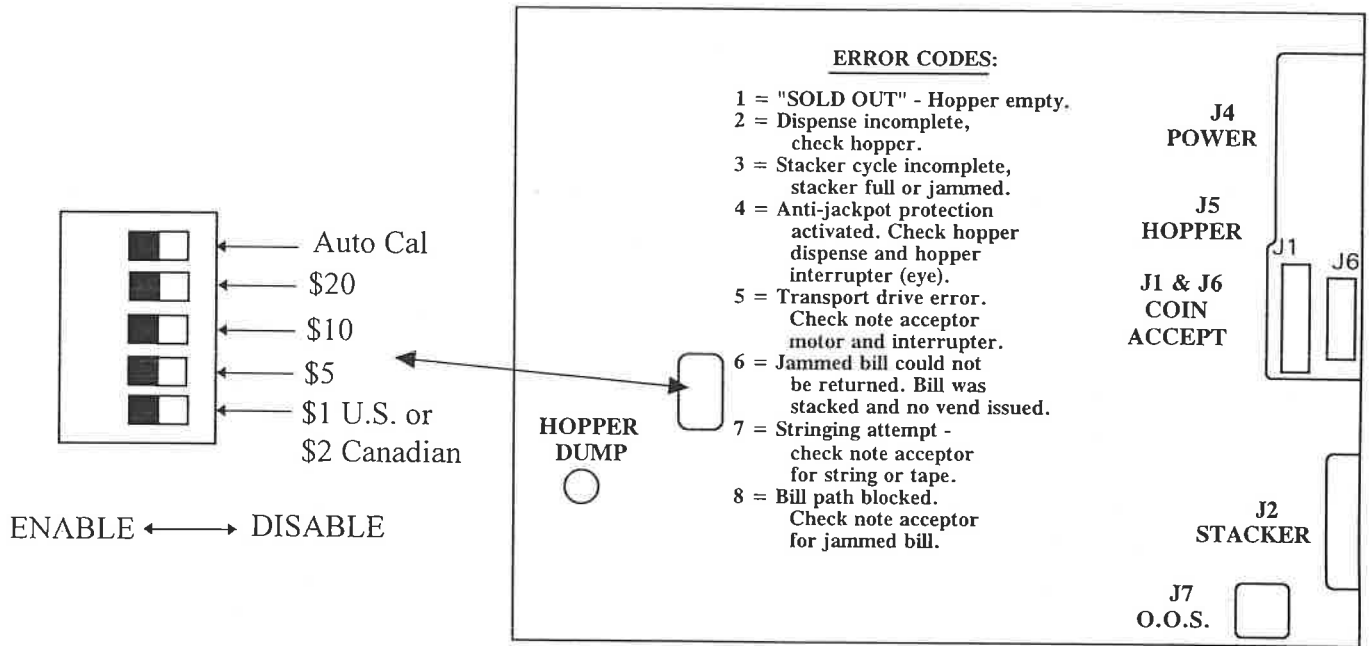 Auto Cal
$20
$10
$5
$1 U.S. or
$2 Canadian
ENABLE
DISABLE
HOPPER
DUMP
ERROR CODES:
1 = "SOLD OUT" - Hopper empty.
2 = Dispense incomplete,
check hopper.
3 = Stacker cycle incomplete,
stacker full or jammed.
4 = Anti-jackpot protection
activated. Check hopper
dispense and hopper
interrupter (eye).
5 = Transport drive error.
Check note acceptor
motor and interrupter.
6 = Jammed bill could not
be returned. Bill was
stacked and no vend issued.
7 = Stringing attempt -
check note acceptor
for string or tape.
8 = Bill path blocked.
Check note acceptor
for jammed bill.
J4
POWER
J5
HOPPER
J1 & J6
COIN
ACCEPT
J1
J6
J2
STACKER
J7
O.O.S.